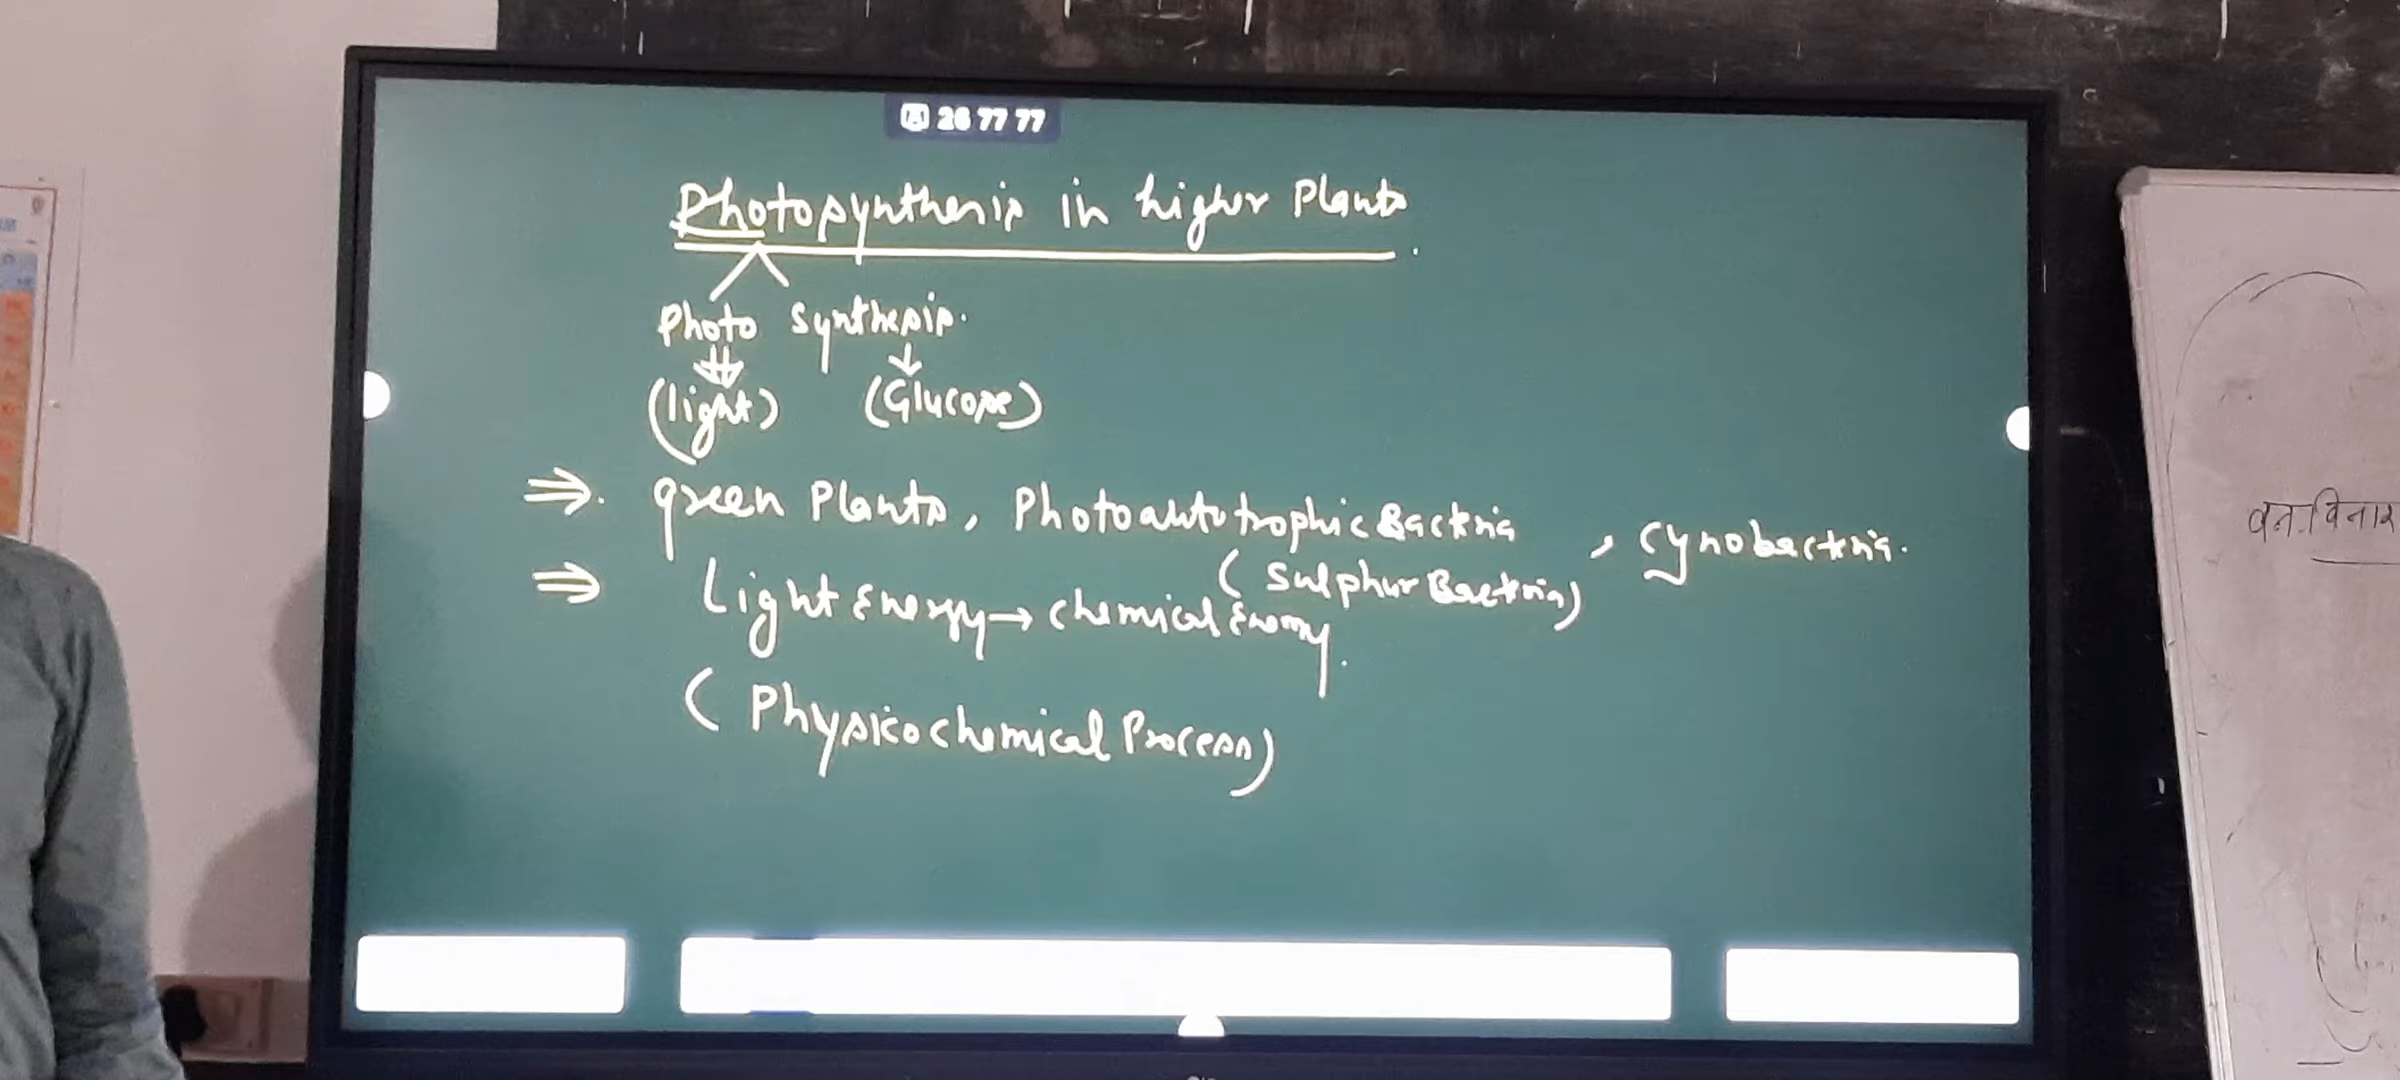 26 77 77
Photosynthesis in higher Plants.
Photo Synthesis.
(light) (Glucose)
⇒. green Plants, Photoautotrophic Bacteria, Cynobacteria.
(Sulphur Bacteria)
⇒ Light Energy → chemical Energy.
(Physicochemical Process)